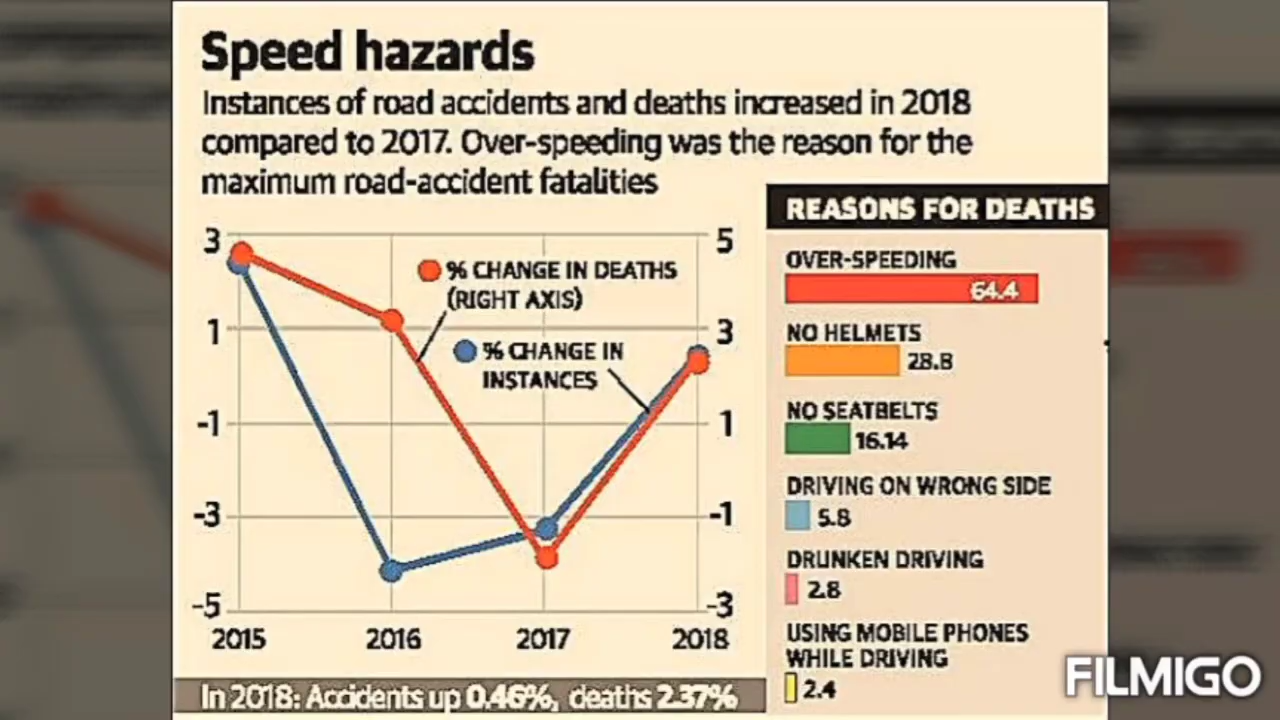 Speed hazards
Instances of road accidents and deaths increased in 2018
compared to 2017. Over-speeding was the reason for the
maximum road-accident fatalities
3
1
-1
-3
-5
5
3
1
-1
-3
% CHANGE IN DEATHS
(RIGHT AXIS)
% CHANGE IN
INSTANCES
2015 2016 2017 2018
In 2018: Accidents up 0.46%, deaths 2.37%
REASONS FOR DEATHS
OVER-SPEEDING
64.4
NO HELMETS
28.8
NO SEATBELTS
16.14
DRIVING ON WRONG SIDE
5.8
DRUNKEN DRIVING
2.8
USING MOBILE PHONES
WHILE DRIVING
2.4
FILMIGO